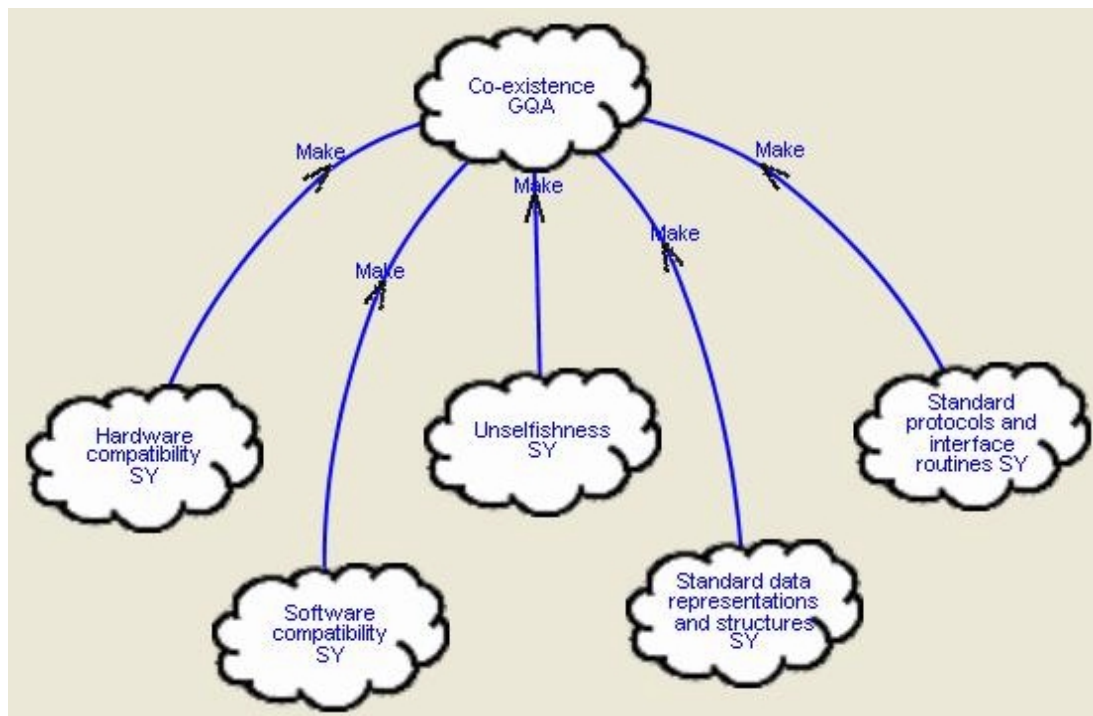 Co-existence
GQA
Make
Make
Make
Make
Make
Hardware
compatibility
SY
Unselfishness
SY
Standard
protocols and
interface
routines SY
Software
compatibility
SY
Standard data
representations
and structures
SY